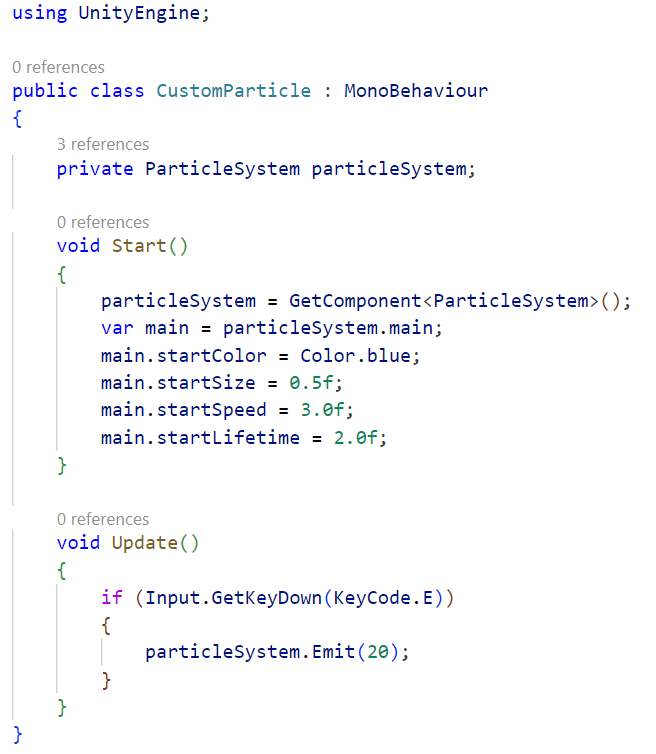 using UnityEngine;
0 references
public class CustomParticle : MonoBehaviour
{
3 references
private ParticleSystem particleSystem;
0 references
void Start()
{
particleSystem = GetComponent<ParticleSystem>();
var main = particleSystem.main;
main.startColor = Color.blue;
main.startSize = 0.5f;
main.startSpeed = 3.0f;
main.startLifetime = 2.0f;
}
0 references
void Update()
{
if (Input.GetKeyDown(KeyCode.E))
{
particleSystem.Emit(20);
}
}
}